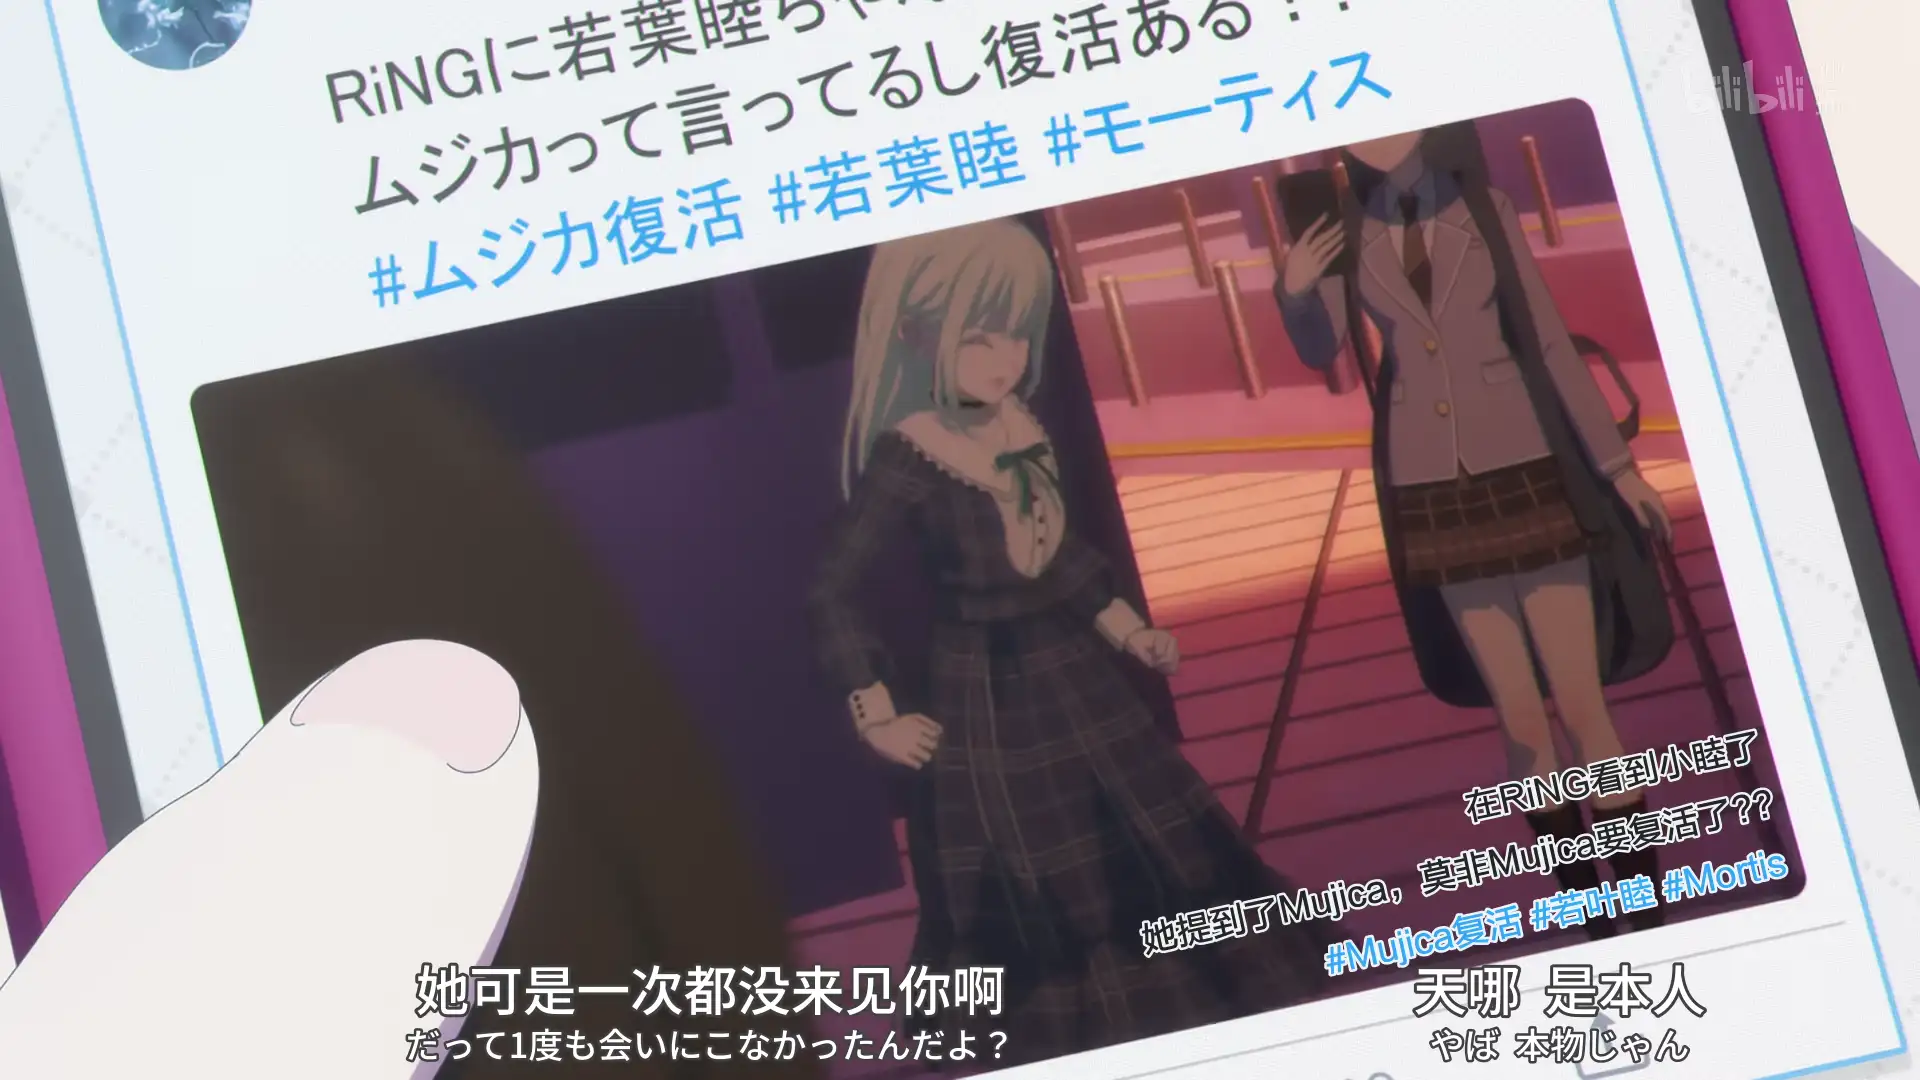 RiNGに若葉睦ちゃん
ムジカって言ってるし復活ある??
#ムジカ復活 #若葉睦 #モーティス
bilibili
在RiNG看到小睦了
她提到了Mujica，莫非Mujica要复活了??
#Mujica复活 #若叶睦 #Mortis
她可是一次都没来见你啊
だって1度も会いにこなかったんだよ？
天哪 是本人
やば 本物じゃん